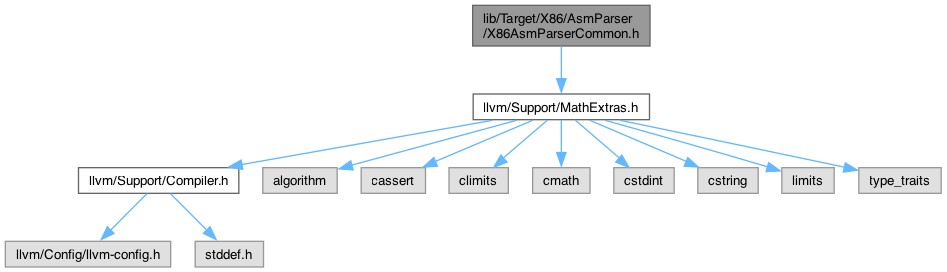 lib/Target/X86/AsmParser
/X86AsmParserCommon.h
llvm/Support/MathExtras.h
llvm/Support/Compiler.h
algorithm
cassert
climits
cmath
cstdint
cstring
limits
type_traits
llvm/Config/llvm-config.h
stddef.h